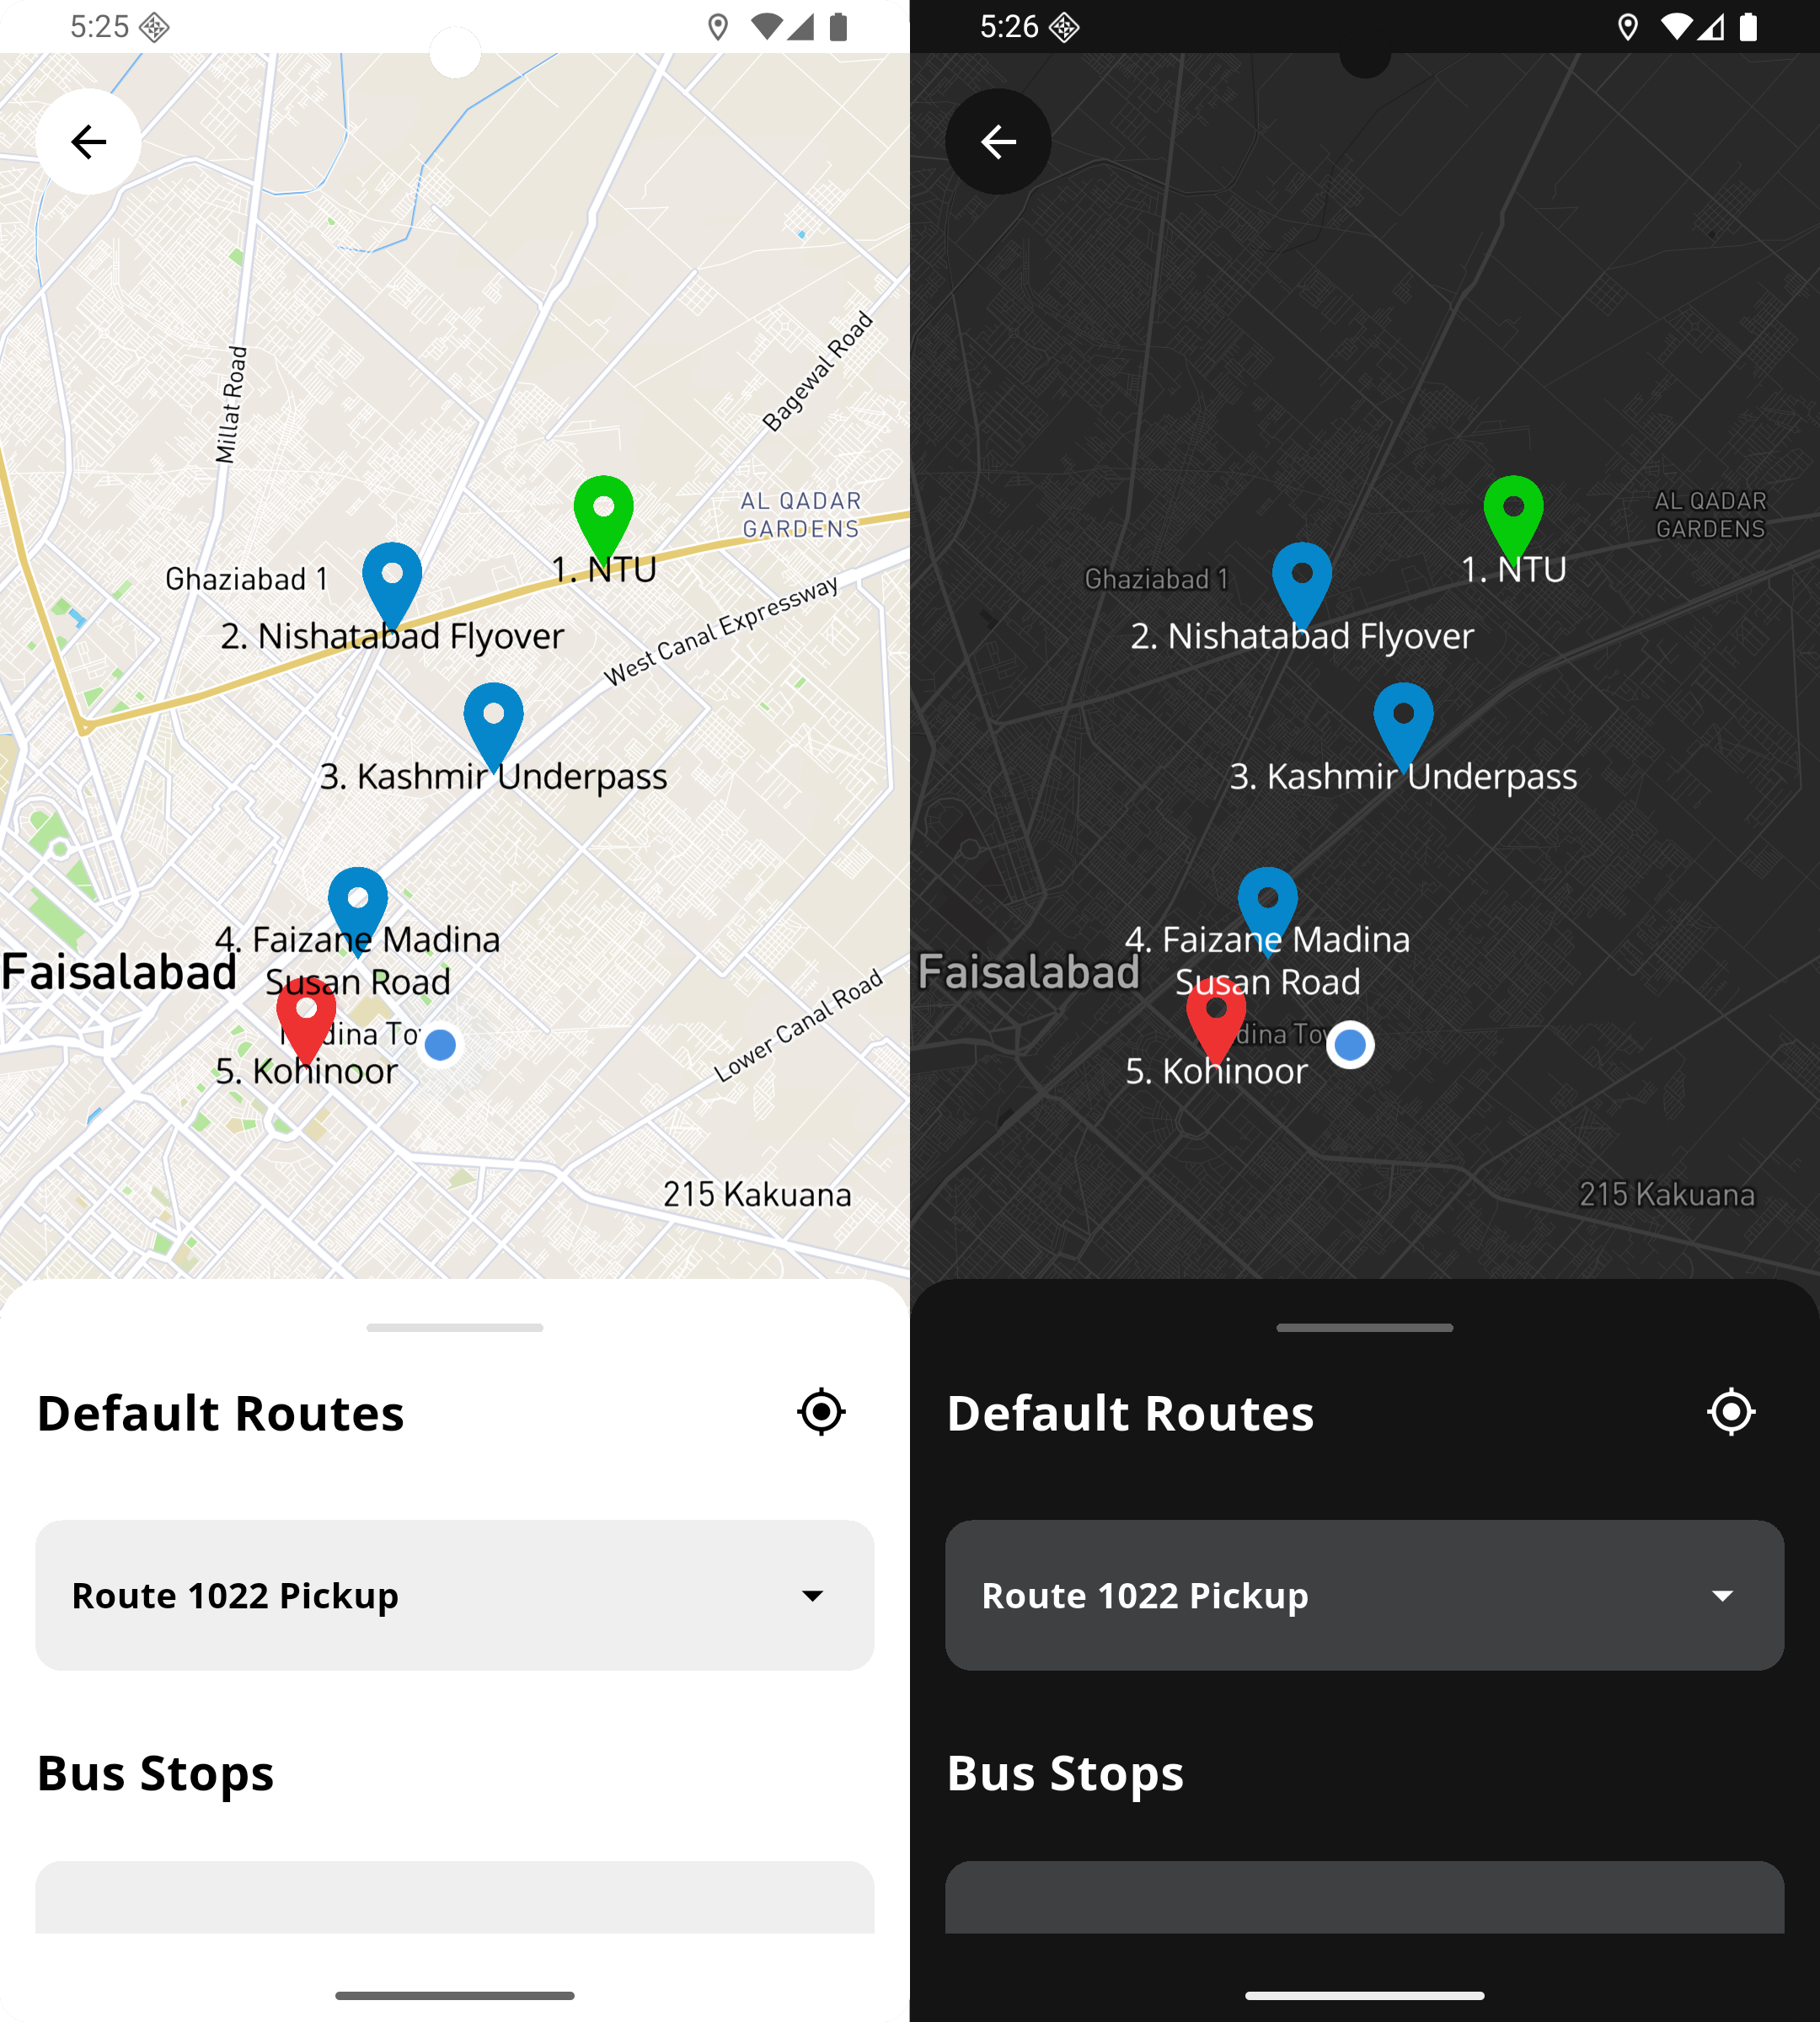 5:25
Millat Road
Bagewal Road
AL QADAR
GARDENS
1. NTU
Ghaziabad 1
2. Nishatabad Flyover
West Canal Expressway
3. Kashmir Underpass
4. Faizane Madina
Susan Road
Faisalabad
5. Kohinoor
Lower Canal Road
215 Kakuana
Default Routes
Route 1022 Pickup
Bus Stops
5:26
AL QADAR
GARDENS
1. NTU
Ghaziabad 1
2. Nishatabad Flyover
3. Kashmir Underpass
4. Faizane Madina
Susan Road
Faisalabad
5. Kohinoor
215 Kakuana
Default Routes
Route 1022 Pickup
Bus Stops